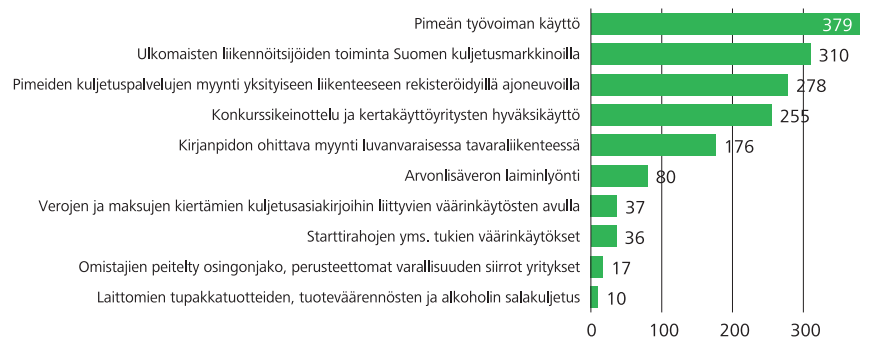 Pimeän työvoiman käyttö 379
Ulkomaisten liikennöitsijöiden toiminta Suomen kuljetusmarkkinoilla 310
Pimeiden kuljetuspalvelujen myynti yksityiseen liikenteeseen rekisteröidyillä ajoneuvoilla 278
Konkurssikeinottelu ja kertakäyttöyritysten hyväksikäyttö 255
Kirjanpidon ohittava myynti luvanvaraisessa tavaraliikenteessä 176
Arvonlisäveron laiminlyönti 80
Verojen ja maksujen kiertämien kuljetusasiakirjoihin liittyvien väärinkäytösten avulla 37
Starttirahojen yms. tukien väärinkäytökset 36
Omistajien peitelty osingonjako, perusteettomat varallisuuden siirrot yritykset 17
Laittomien tupakkatuotteiden, tuoteväärennösten ja alkoholin salakuljetus 10
0 100 200 300